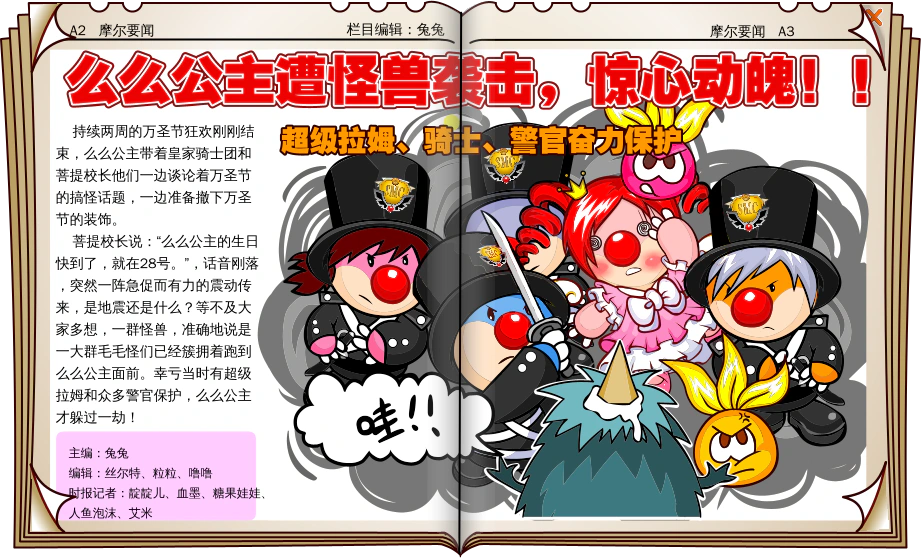 A2 摩尔要闻
栏目编辑：兔兔
摩尔要闻 A3
么么公主遭怪兽袭击，惊心动魄！！
超级拉姆、骑士、警官奋力保护
持续两周的万圣节狂欢刚刚结
束，么么公主带着皇家骑士团和
菩提校长他们一边谈论着万圣节
的搞怪话题，一边准备撤下万圣
节的装饰。
菩提校长说：“么么公主的生日
快到了，就在28号。”，话音刚落
，突然一阵急促而有力的震动传
来，是地震还是什么？等不及大
家多想，一群怪兽，准确地说是
一大群毛毛怪们已经簇拥着跑到
么么公主面前。幸亏当时有超级
拉姆和众多警官保护，么么公主
才躲过一劫！
哇!!
主编：兔兔
编辑：丝尔特、粒粒、噜噜
时报记者：靛靛儿、血墨、糖果娃娃、
人鱼泡沫、艾米